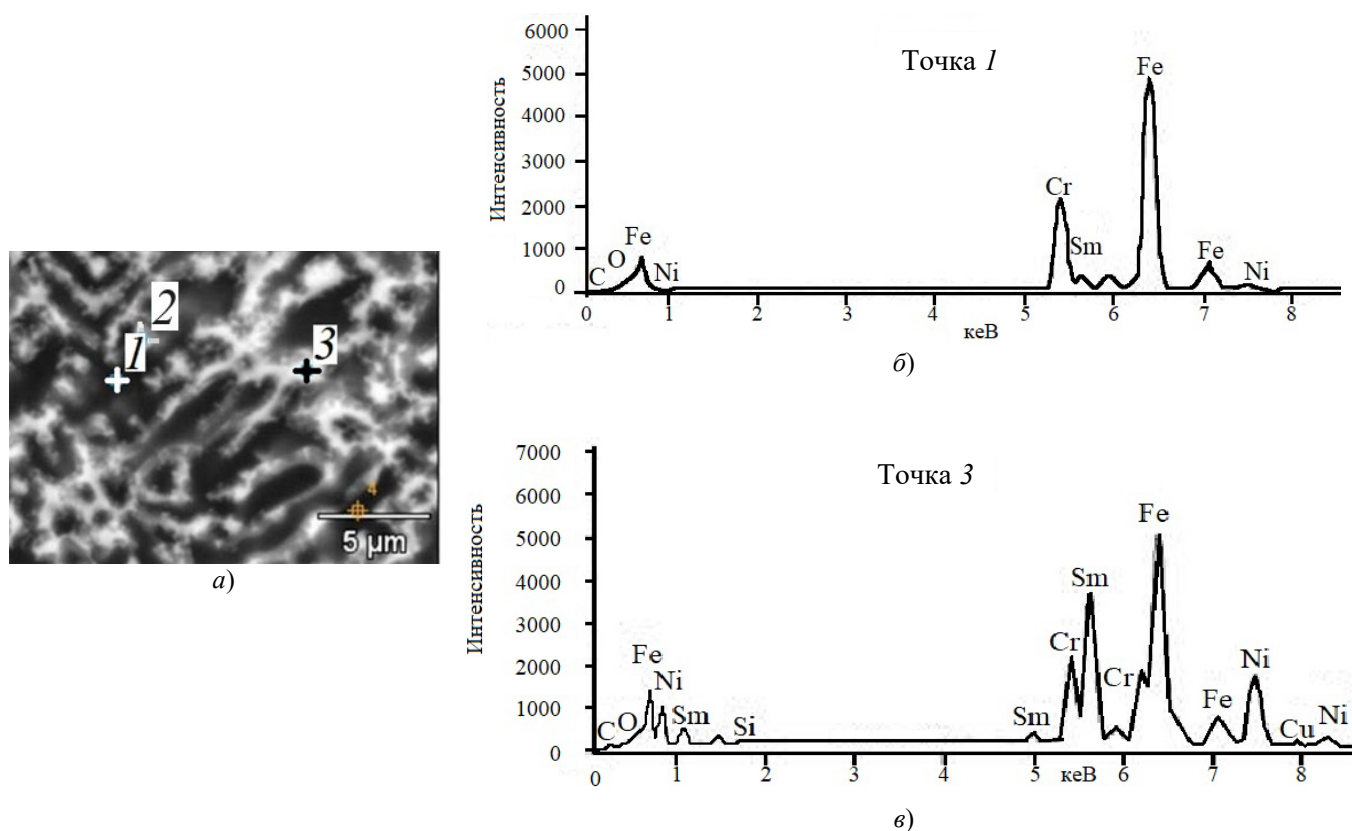 1
2
3
4
5 µm
а)
Точка 1
Интенсивность
6000
5000
4000
3000
2000
1000
0
C O Fe Ni Cr Sm Fe Fe Ni
1 2 3 4 5 6 7 8
кеВ
б)
Точка 3
Интенсивность
7000
6000
5000
4000
3000
2000
1000
0
C O Fe Ni Sm Si Sm Cr Sm Cr Fe Fe Ni Cu Ni
0 1 2 3 4 5 кеВ 6 7 8
в)